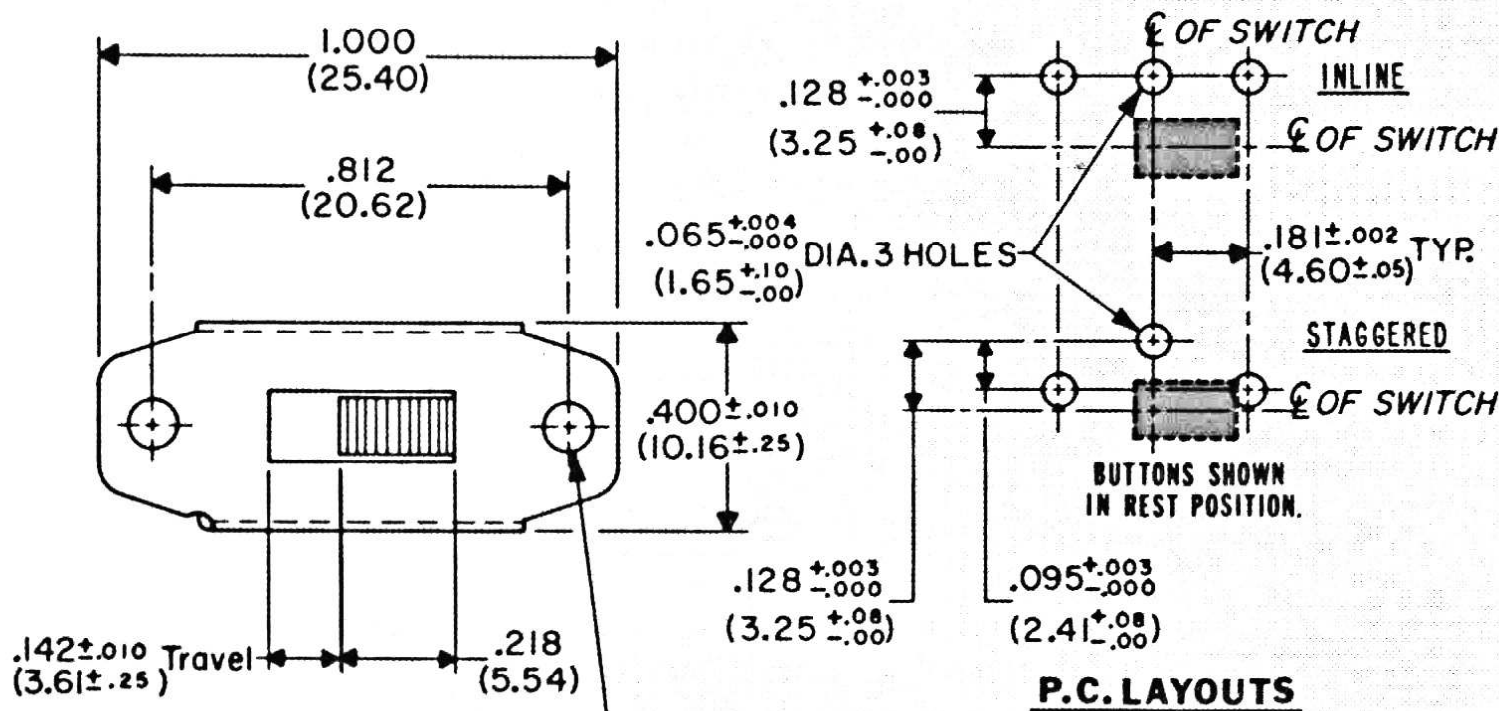 1.000
(25.40)
.812
(20.62)
.400±.010
(10.16±.25)
.142±.010 Travel
(3.61±.25)
.218
(5.54)
℄ OF SWITCH
INLINE
.128 +.003 -.000
(3.25 +.08 -.00)
℄ OF SWITCH
.065 +.004 -.000 DIA. 3 HOLES
(1.65 +.10 -.00)
.181±.002 TYP.
(4.60±.05)
STAGGERED
℄ OF SWITCH
BUTTONS SHOWN
IN REST POSITION.
.128 +.003 -.000
(3.25 +.08 -.00)
.095 +.003 -.000
(2.41 +.08 -.00)
P.C. LAYOUTS